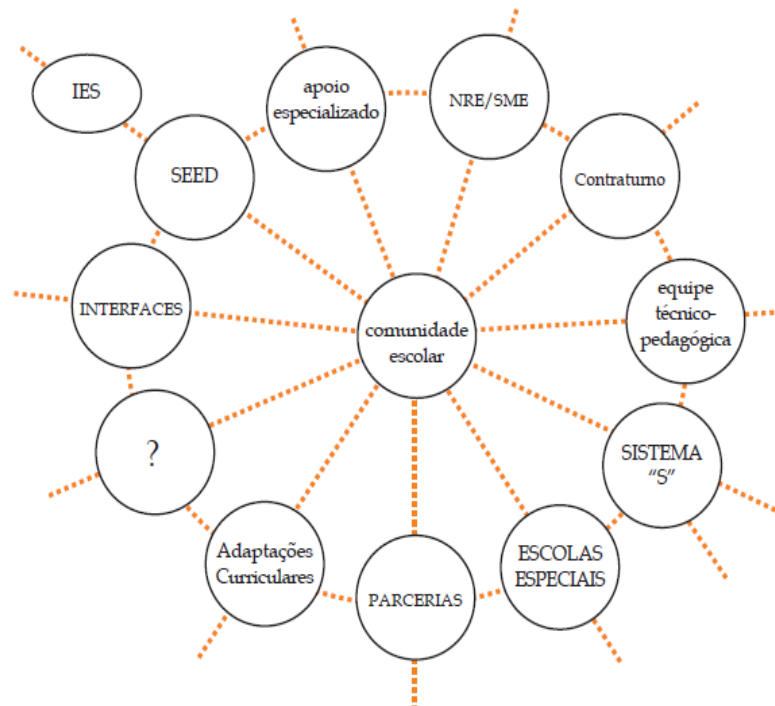 IES
apoio
especializado
NRE/SME
SEED
Contraturno
INTERFACES
comunidade
escolar
equipe
técnico-
pedagógica
?
SISTEMA
“S”
Adaptações
Curriculares
PARCERIAS
ESCOLAS
ESPECIAIS